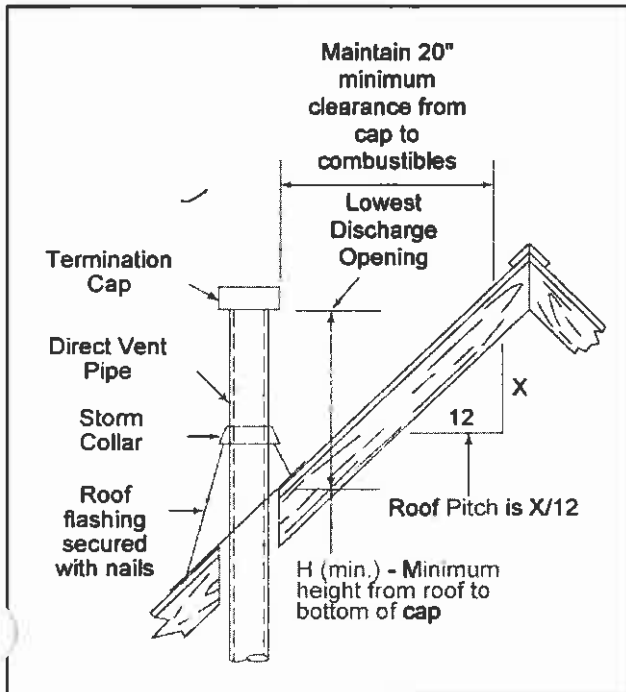 Maintain 20"
minimum
clearance from
cap to
combustibles
Lowest
Discharge
Opening
Termination
Cap
Direct Vent
Pipe
Storm
Collar
Roof
flashing
secured
with nails
X
12
Roof Pitch is X/12
H (min.) - Minimum
height from roof to
bottom of cap